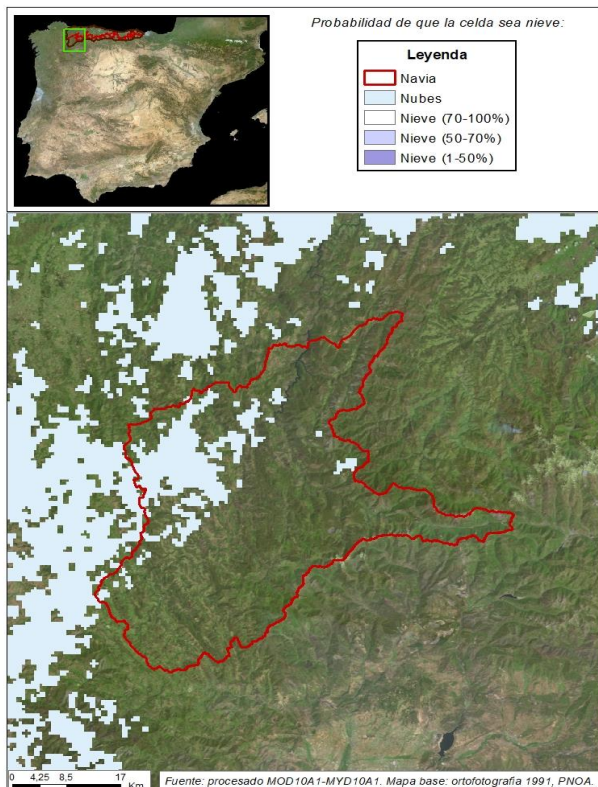 Probabilidad de que la celda sea nieve:
Leyenda
Navia
Nubes
Nieve (70-100%)
Nieve (50-70%)
Nieve (1-50%)
0 4,25 8,5 17
Km
Fuente: procesado MOD10A1-MYD10A1. Mapa base: ortofotografia 1991, PNOA.